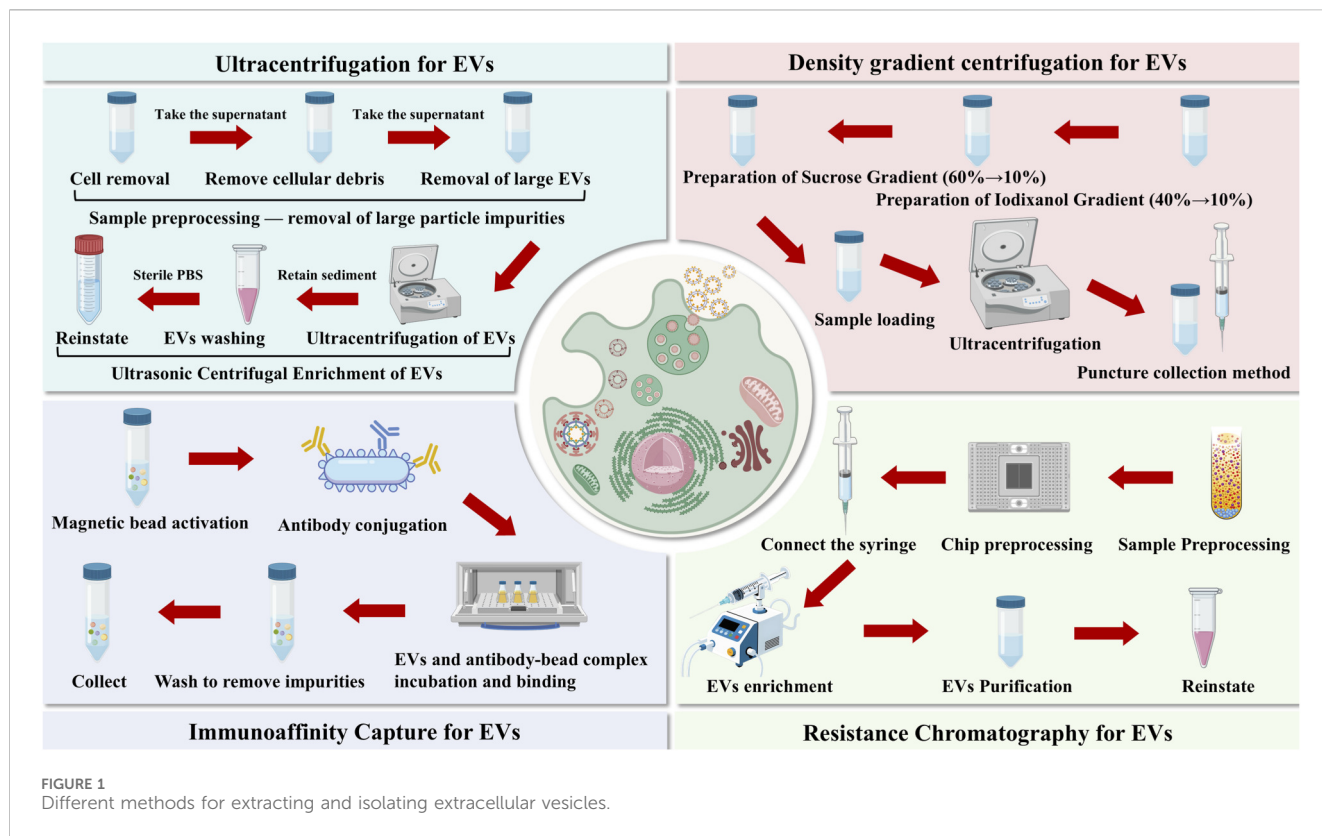 Ultracentrifugation for EVs
Take the supernatant
Take the supernatant
Cell removal
Remove cellular debris
Removal of large EVs
Sample preprocessing — removal of large particle impurities
Sterile PBS
Retain sediment
Reinstate
EVs washing
Ultracentrifugation of EVs
Ultrasonic Centrifugal Enrichment of EVs
Density gradient centrifugation for EVs
Preparation of Sucrose Gradient (60%→10%)
Preparation of Iodixanol Gradient (40%→10%)
Sample loading
Ultracentrifugation
Puncture collection method
Magnetic bead activation
Antibody conjugation
EVs and antibody-bead complex
incubation and binding
Wash to remove impurities
Collect
Immunoaffinity Capture for EVs
Connect the syringe
Chip preprocessing
Sample Preprocessing
EVs enrichment
EVs Purification
Reinstate
Resistance Chromatography for EVs
FIGURE 1
Different methods for extracting and isolating extracellular vesicles.